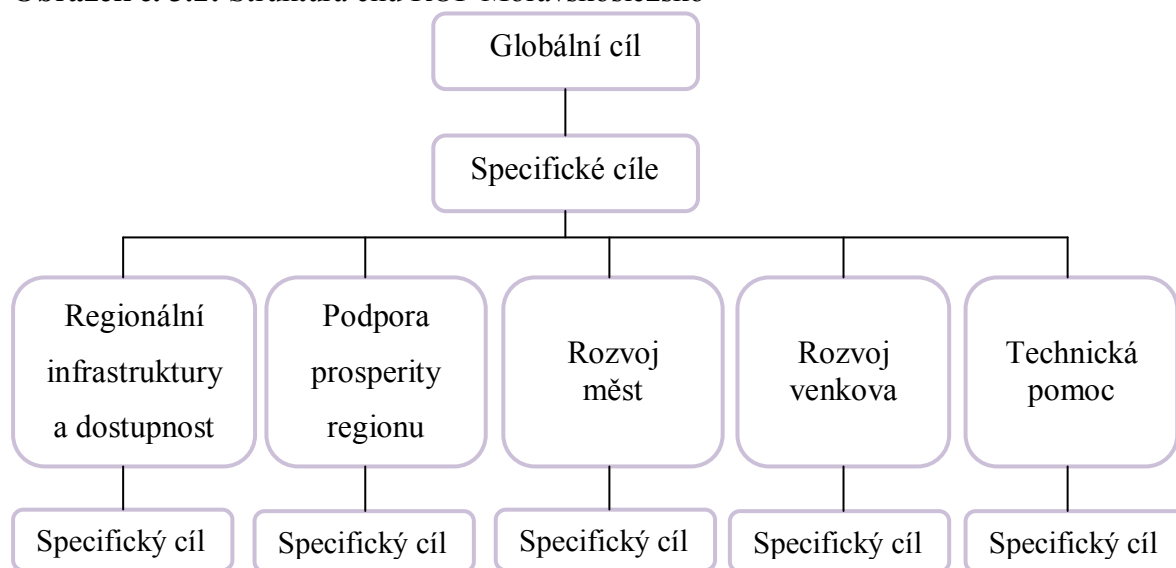 Globální cíl
Specifické cíle
Regionální
infrastruktury
a dostupnost
Podpora
prosperity
regionu
Rozvoj
měst
Rozvoj
venkova
Technická
pomoc
Specifický cíl
Specifický cíl
Specifický cíl
Specifický cíl
Specifický cíl